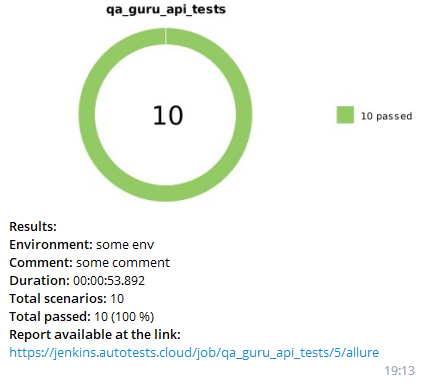 qa_guru_api_tests
10
10 passed
Results:
Environment: some env
Comment: some comment
Duration: 00:00:53.892
Total scenarios: 10
Total passed: 10 (100 %)
Report available at the link:
https://jenkins.autotests.cloud/job/qa_guru_api_tests/5/allure
19:13